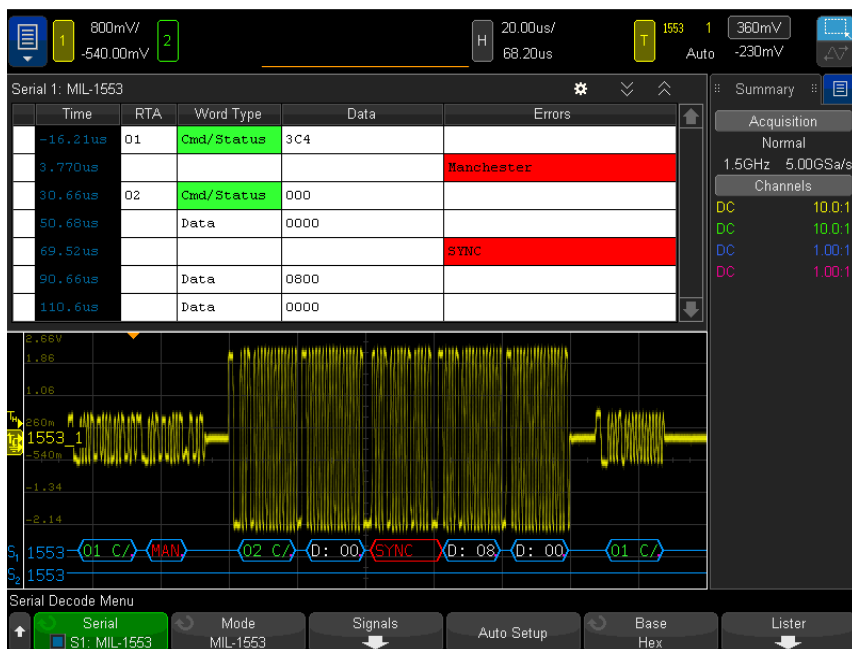 1 800mV/ 2 H 20.00us/ T 1553 1 360mV
-540.00mV 68.20us Auto -230mV
Serial 1: MIL-1553
Time RTA Word Type Data Errors
-16.21us 01 Cmd/Status 3C4
3.770us Manchester
30.66us 02 Cmd/Status 000
50.68us Data 0000
69.52us SYNC
90.66us Data 0800
110.6us Data 0000
Summary
Acquisition
Normal
1.5GHz 5.00GSa/s
Channels
DC 10.0:1
DC 10.0:1
DC 1.00:1
DC 1.00:1
2.66V
1.86
1.06
260m
1553_1
-540m
-1.34
-2.14
S1 1553 01 C/ MAN 02 C/ D: 00 SYNC D: 08 D: 00 01 C/
S2 1553
Serial Decode Menu
Serial Mode Signals Auto Setup Base Lister
S1: MIL-1553 MIL-1553 Hex